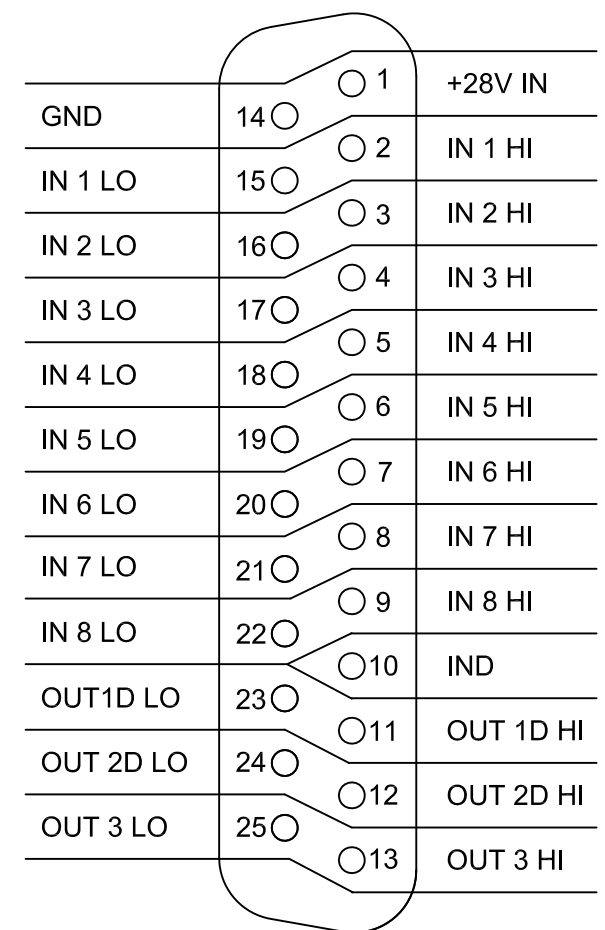 1 +28V IN
GND 14
2 IN 1 HI
IN 1 LO 15
3 IN 2 HI
IN 2 LO 16
4 IN 3 HI
IN 3 LO 17
5 IN 4 HI
IN 4 LO 18
6 IN 5 HI
IN 5 LO 19
7 IN 6 HI
IN 6 LO 20
8 IN 7 HI
IN 7 LO 21
9 IN 8 HI
IN 8 LO 22
10 IND
OUT1D LO 23
11 OUT 1D HI
OUT 2D LO 24
12 OUT 2D HI
OUT 3 LO 25
13 OUT 3 HI